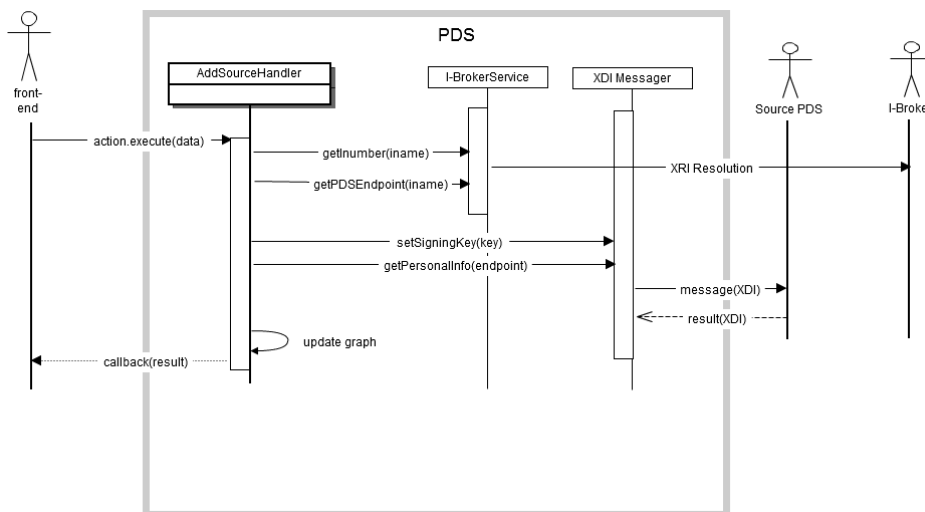 PDS
AddSourceHandler
I-BrokerService
XDI Messager
front-
end
Source PDS
I-Broke
action.execute(data)
getInumber(iname)
XRI Resolution
getPDSEndpoint(iname)
setSigningKey(key)
getPersonalInfo(endpoint)
message(XDI)
result(XDI)
update graph
callback(result)